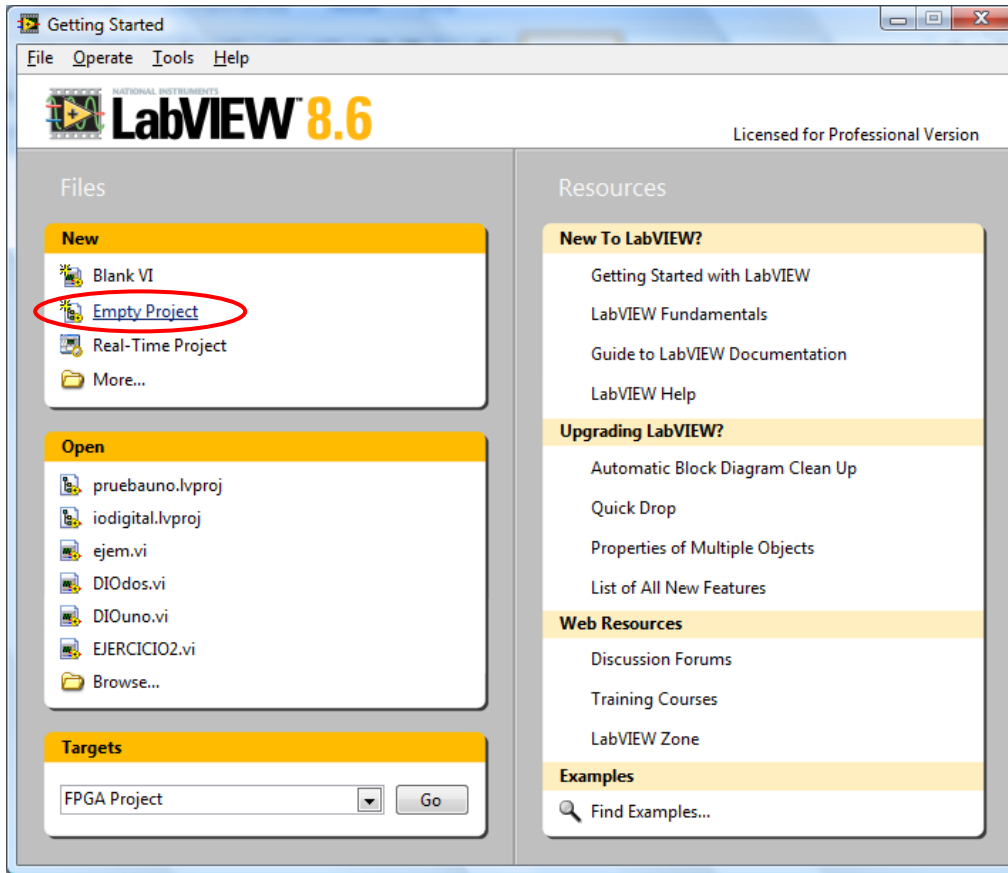 Getting Started
File Operate Tools Help
NATIONAL INSTRUMENTS
LabVIEW™ 8.6
Licensed for Professional Version
Files
New
Blank VI
Empty Project
Real-Time Project
More...
Open
pruebauno.lvproj
iodigital.lvproj
ejem.vi
DIOdos.vi
DIOuno.vi
EJERCICIO2.vi
Browse...
Targets
FPGA Project
Go
Resources
New To LabVIEW?
Getting Started with LabVIEW
LabVIEW Fundamentals
Guide to LabVIEW Documentation
LabVIEW Help
Upgrading LabVIEW?
Automatic Block Diagram Clean Up
Quick Drop
Properties of Multiple Objects
List of All New Features
Web Resources
Discussion Forums
Training Courses
LabVIEW Zone
Examples
Find Examples...